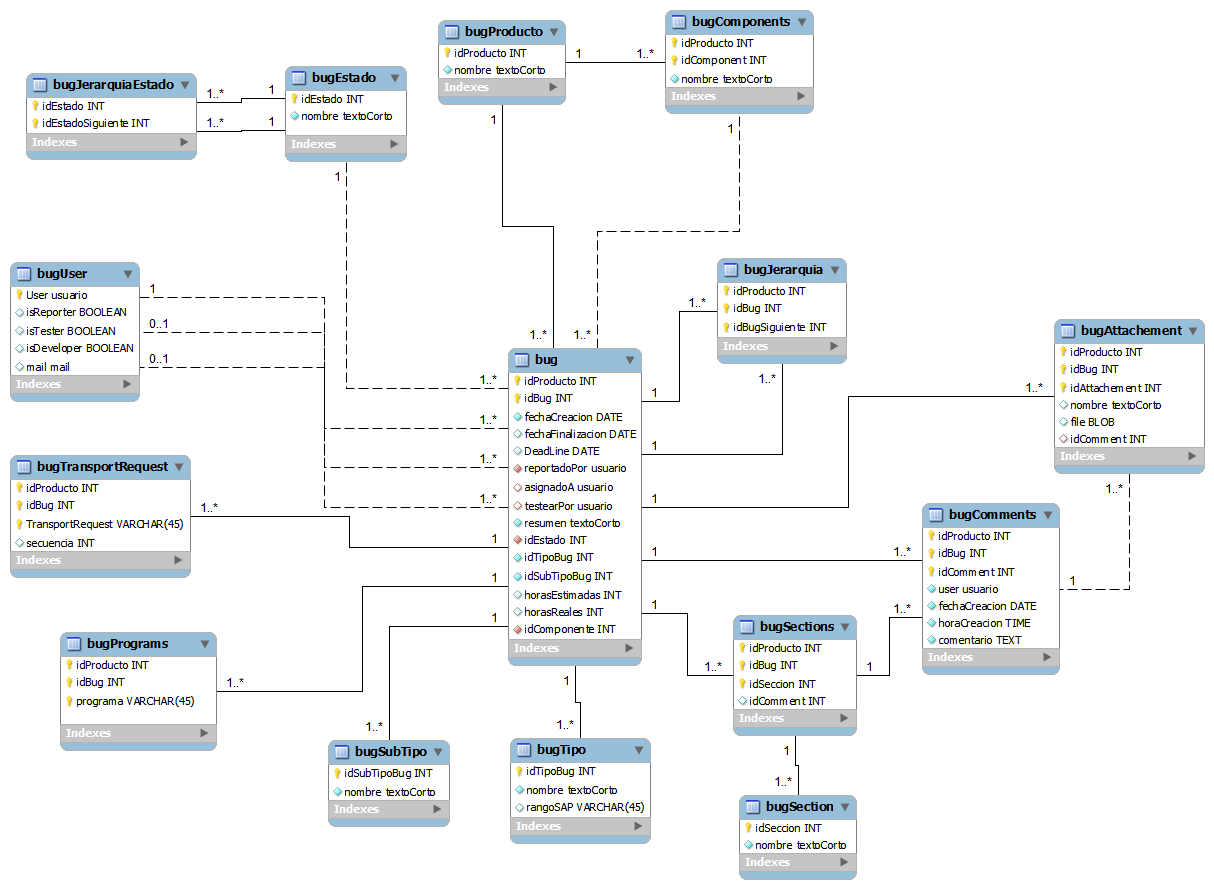 bugProducto
idProducto INT
nombre textoCorto
Indexes
1
1..*
1
bugComponents
idProducto INT
idComponent INT
nombre textoCorto
Indexes
1
bugJerarquiaEstado
idEstado INT
idEstadoSiguiente INT
Indexes
1..*
1
1..*
1
bugEstado
idEstado INT
nombre textoCorto
Indexes
1
bugUser
User usuario
isReporter BOOLEAN
isTester BOOLEAN
isDeveloper BOOLEAN
mail mail
Indexes
1
0..1
0..1
bugJerarquia
idProducto INT
idBug INT
idBugSiguiente INT
Indexes
1..*
1..*
1..*
1..*
bug
idProducto INT
idBug INT
fechaCreacion DATE
fechaFinalizacion DATE
DeadLine DATE
reportadoPor usuario
asignadoA usuario
testearPor usuario
resumen textoCorto
idEstado INT
idTipoBug INT
idSubTipoBug INT
horasEstimadas INT
horasReales INT
idComponente INT
Indexes
1..*
1..*
1..*
1..*
1
1
1
1
1
1
1
1
1
bugAttachement
idProducto INT
idBug INT
idAttachement INT
nombre textoCorto
file BLOB
idComment INT
Indexes
1..*
1..*
bugTransportRequest
idProducto INT
idBug INT
TransportRequest VARCHAR(45)
secuencia INT
Indexes
1..*
bugComments
idProducto INT
idBug INT
idComment INT
user usuario
fechaCreacion DATE
horaCreacion TIME
comentario TEXT
Indexes
1..*
1
1..*
bugPrograms
idProducto INT
idBug INT
programa VARCHAR(45)
Indexes
1..*
bugSections
idProducto INT
idBug INT
idSeccion INT
idComment INT
Indexes
1..*
1
1
1..*
bugSubTipo
idSubTipoBug INT
nombre textoCorto
Indexes
1..*
bugTipo
idTipoBug INT
nombre textoCorto
rangoSAP VARCHAR(45)
Indexes
1..*
bugSection
idSeccion INT
nombre textoCorto
Indexes